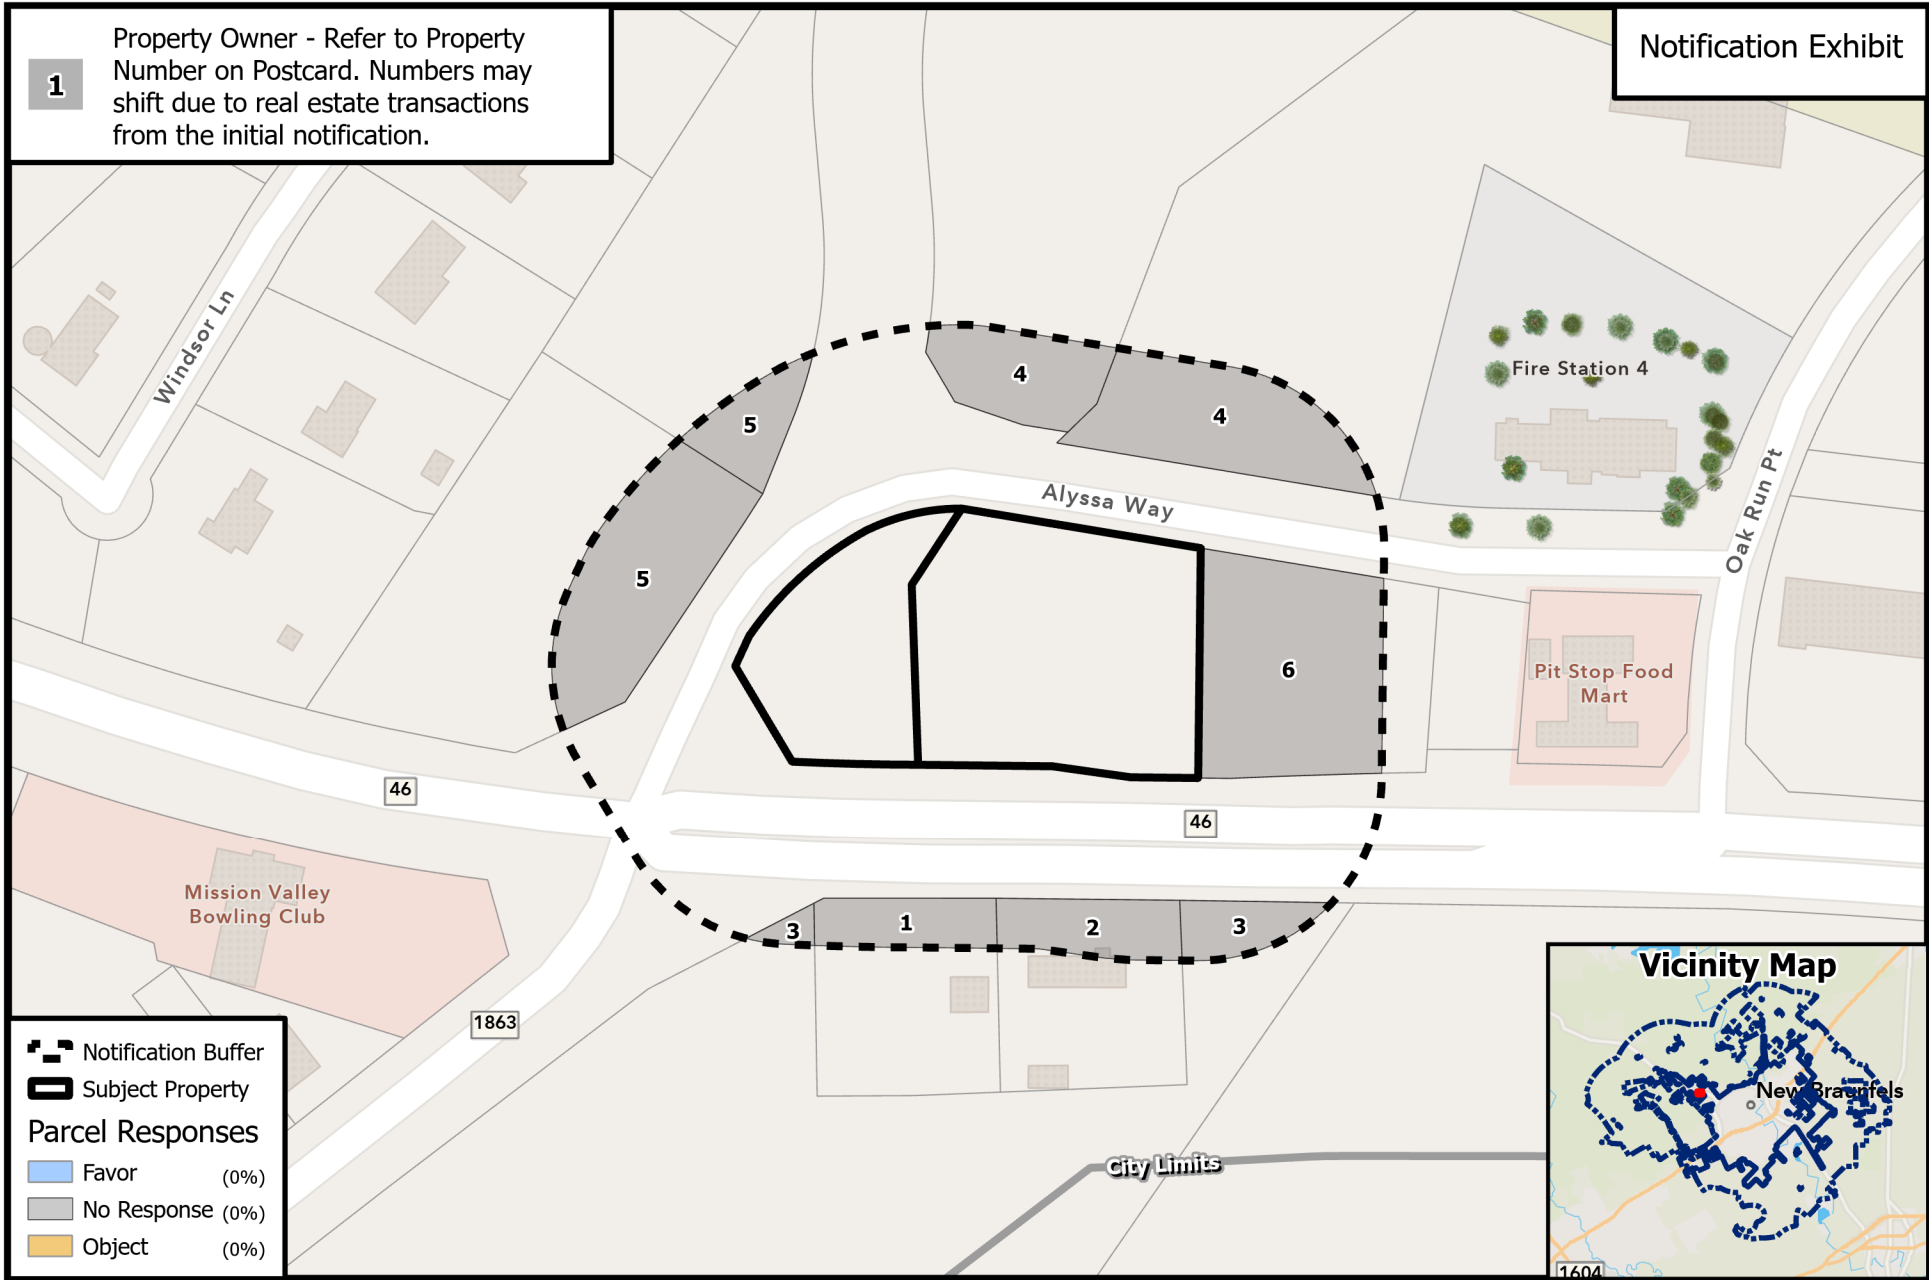 1
Property Owner - Refer to Property
Number on Postcard. Numbers may
shift due to real estate transactions
from the initial notification.
Notification Exhibit
Windsor Ln
4
4
5
5
Fire Station 4
Alyssa Way
Oak Run Pt
6
Pit Stop Food
Mart
46
46
Mission Valley
Bowling Club
3
1
2
3
1863
City Limits
Notification Buffer
Subject Property
Parcel Responses
Favor (0%)
No Response (0%)
Object (0%)
Vicinity Map
New Braunfels
1604